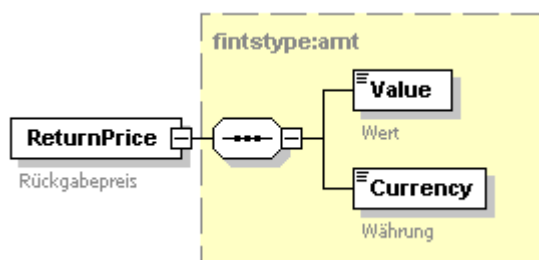 fintstype:amt
Value
Wert
ReturnPrice
Rückgabepreis
Currency
Währung